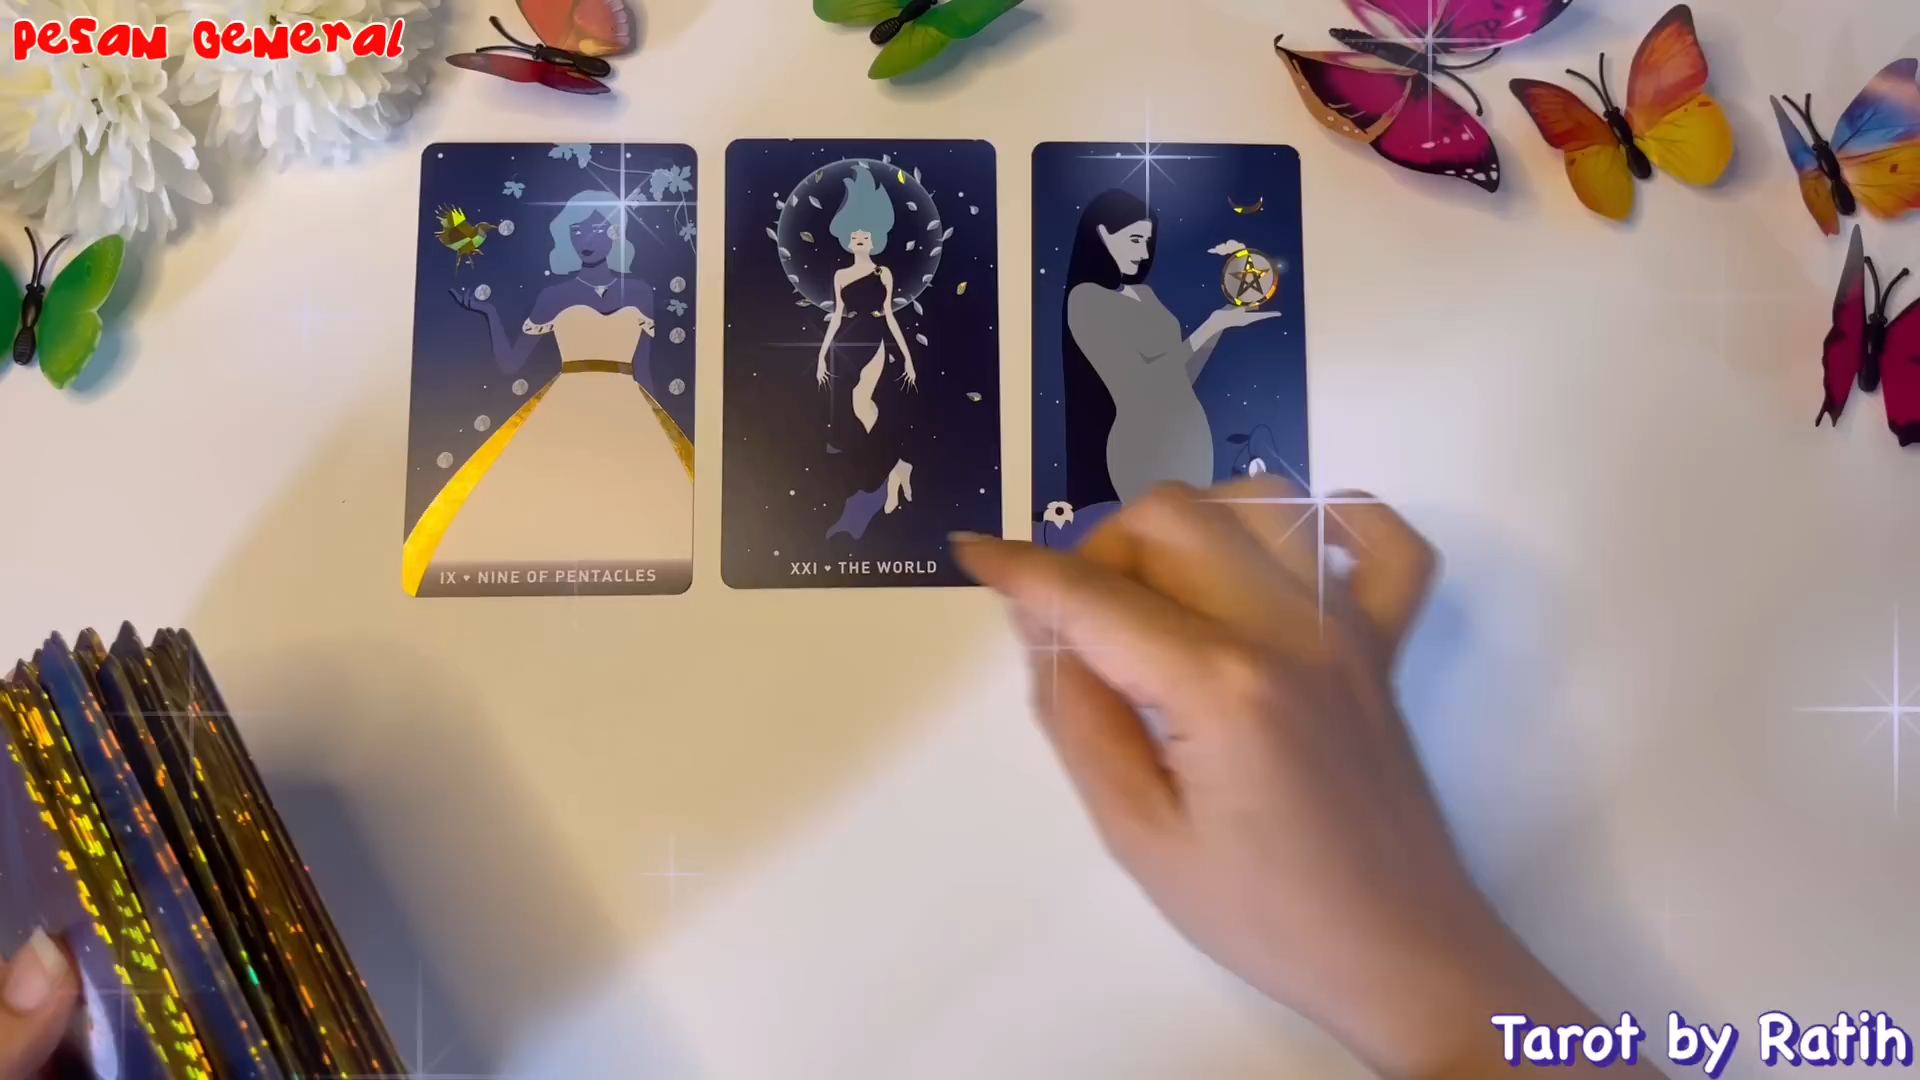 PESAN GENERAL
IX ♥ NINE OF PENTACLES
XXI ♥ THE WORLD
Tarot by Ratih